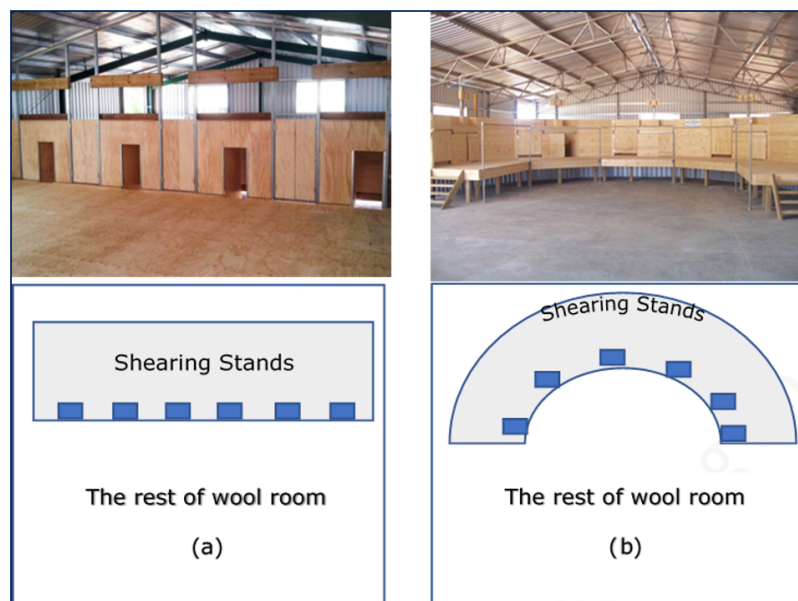 Shearing Stands
The rest of wool room
(a)
Shearing Stands
The rest of wool room
(b)